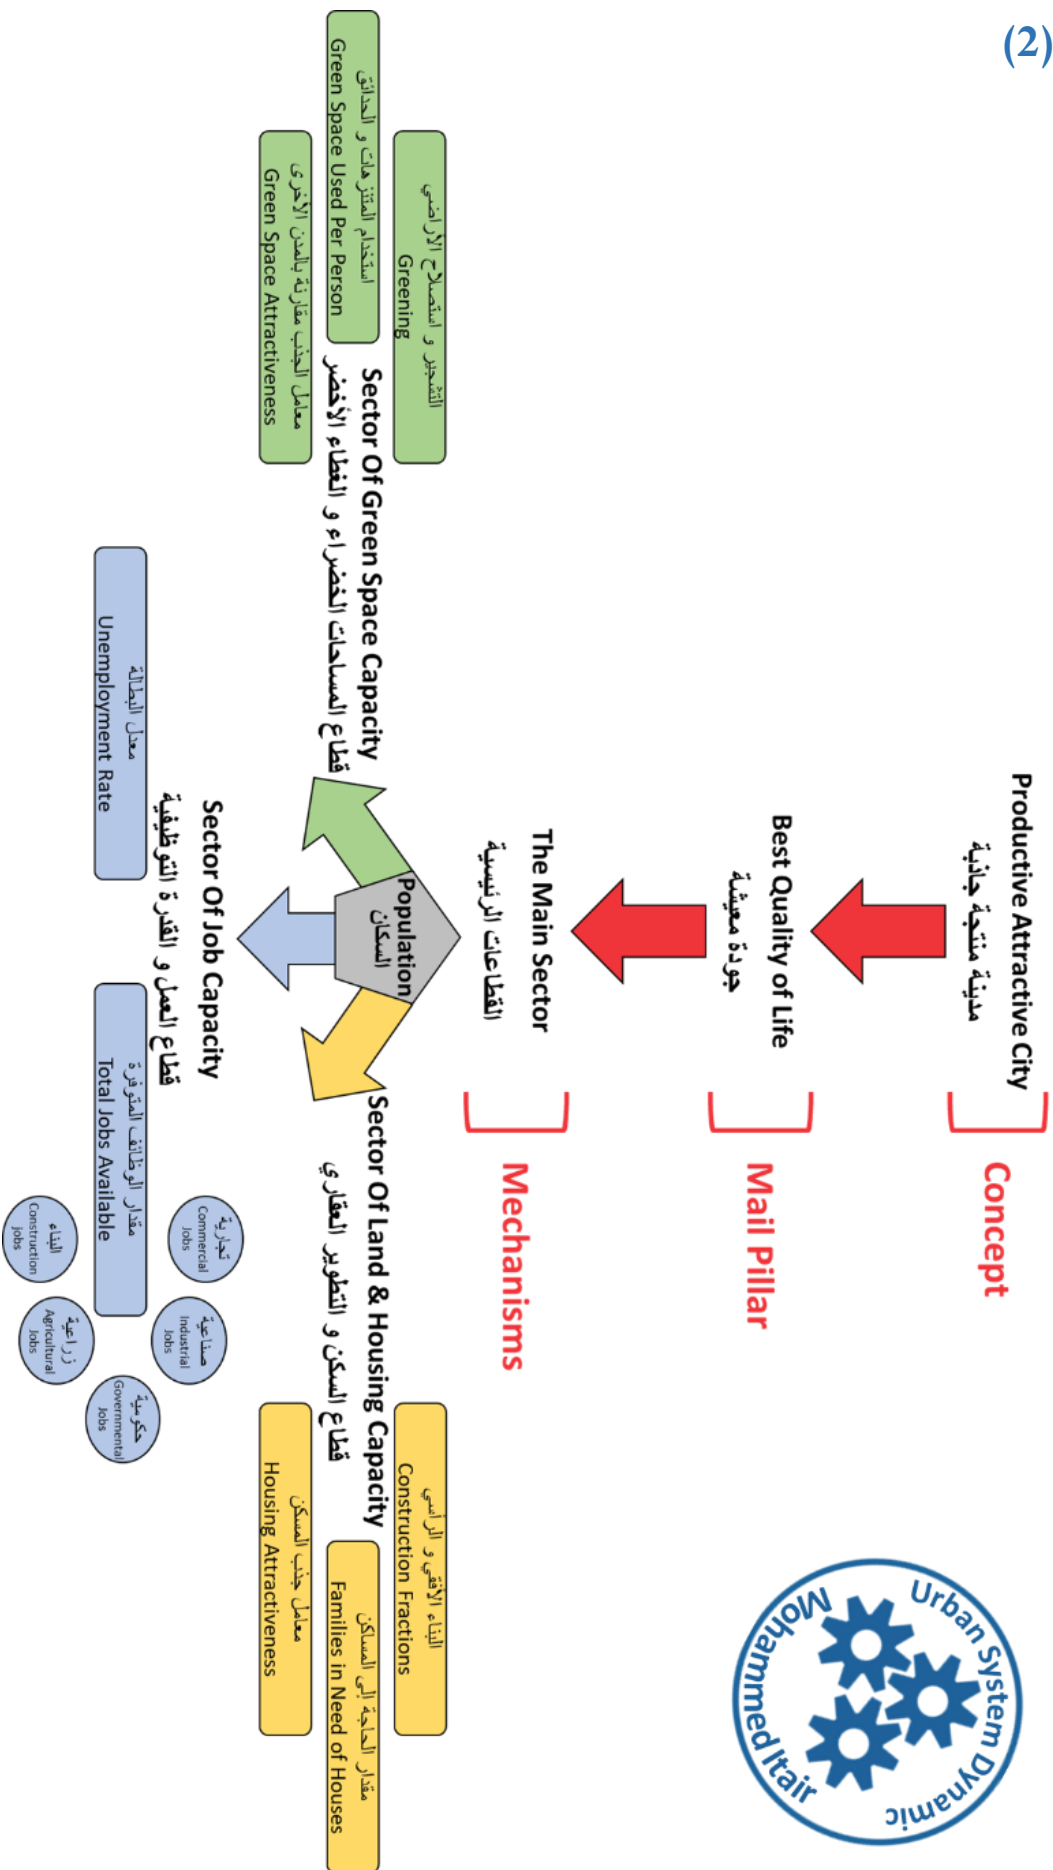 (2)
Productive Attractive City
مدينة منتجة جاذبة
Concept
Best Quality of Life
جودة معيشة
Mail Pillar
The Main Sector
القطاعات الرئيسية
Mechanisms
Population
السكان
Sector Of Green Space Capacity
قطاع المساحات الخضراء و الغطاء الأخضر
التشجير و استصلاح الأراضي
Greening
استخدام المتنزهات و الحدائق
Green Space Used Per Person
معامل الجذب مقارنة بالمدن الأخرى
Green Space Attractiveness
Sector Of Job Capacity
قطاع العمل و القدرة التوظيفية
معدل البطالة
Unemployment Rate
مقدار الوظائف المتوفرة
Total Jobs Available
تجارية
Commercial
Jobs
صناعية
Industrial
Jobs
حكومية
Governmental
Jobs
زراعية
Agricultural
Jobs
البناء
Construction
jobs
Sector Of Land & Housing Capacity
قطاع السكن و التطوير العقاري
البناء الأفقي و الرأسي
Construction Fractions
مقدار الحاجة إلى المساكن
Families in Need of Houses
معامل جذب المسكن
Housing Attractiveness
Urban System Dynamic
Mohammed Itair